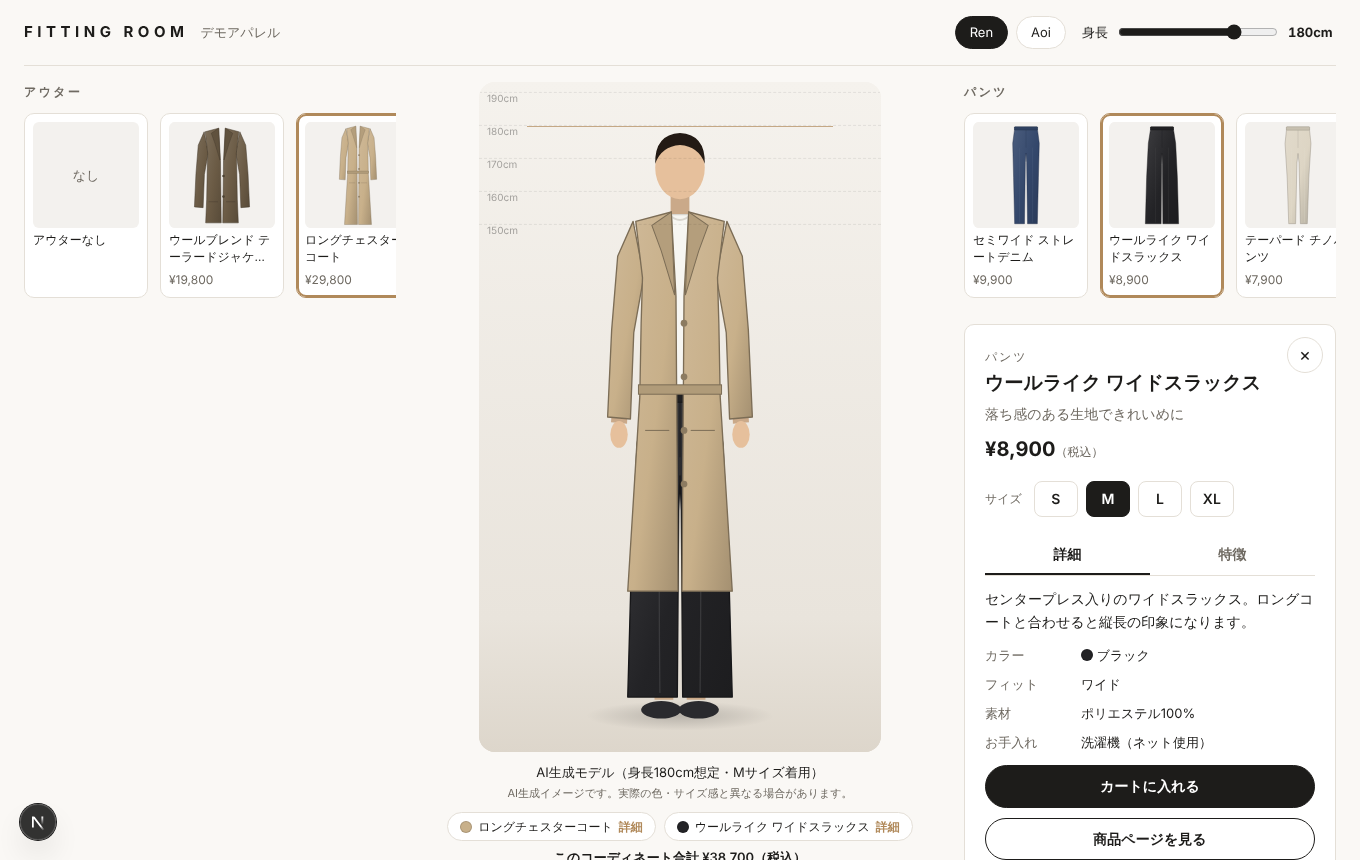 FITTING ROOM デモアパレル
Ren Aoi 身長 180cm
アウター
なし
アウターなし
ウールブレンド テ
ーラードジャケ…
¥19,800
ロングチェスター
コート
¥29,800
190cm
180cm
170cm
160cm
150cm
AI生成モデル（身長180cm想定・Mサイズ着用）
AI生成イメージです。実際の色・サイズ感と異なる場合があります。
ロングチェスターコート 詳細
ウールライク ワイドスラックス 詳細
このコーディネート合計 ¥38,700（税込）
パンツ
セミワイド ストレ
ートデニム
¥9,900
ウールライク ワイ
ドスラックス
¥8,900
テーパード チノパ
ンツ
¥7,900
パンツ
×
ウールライク ワイドスラックス
落ち感のある生地できれいめに
¥8,900（税込）
サイズ S M L XL
詳細 特徴
センタープレス入りのワイドスラックス。ロングコ
ートと合わせると縦長の印象になります。
カラー ブラック
フィット ワイド
素材 ポリエステル100%
お手入れ 洗濯機（ネット使用）
カートに入れる
商品ページを見る
N